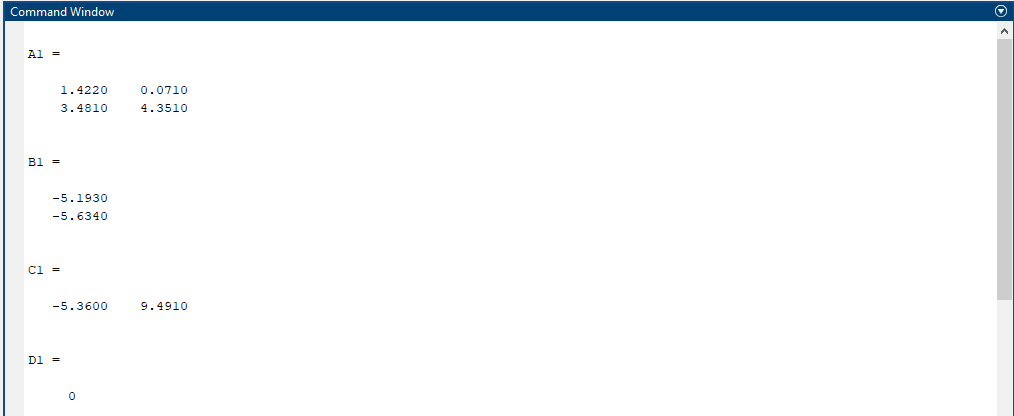 Command Window
A1 =
1.4220 0.0710
3.4810 4.3510
B1 =
-5.1930
-5.6340
C1 =
-5.3600 9.4910
D1 =
0